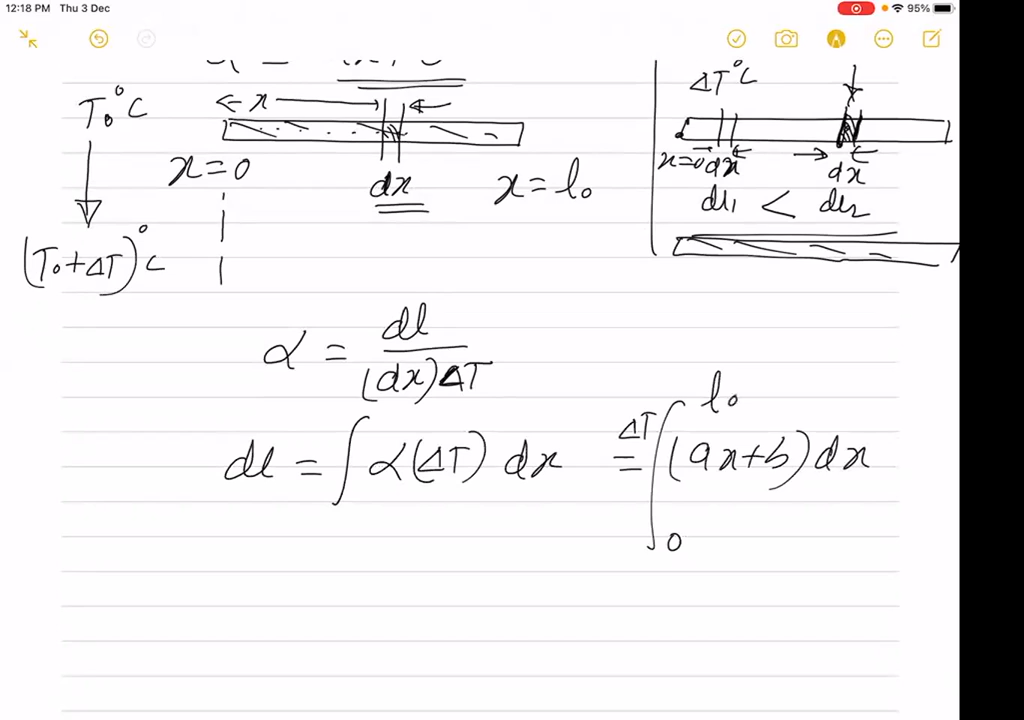 12:18 PM Thu 3 Dec
95%
T₀°C
x
x = 0
dx
x = l₀
(T₀ + ΔT)°C
ΔT°C
x=0 dx
dx
dl₁ < dl₂
α = dl / (dx)ΔT
dl = ∫ α(ΔT) dx = ΔT ∫₀^l₀ (ax+b) dx